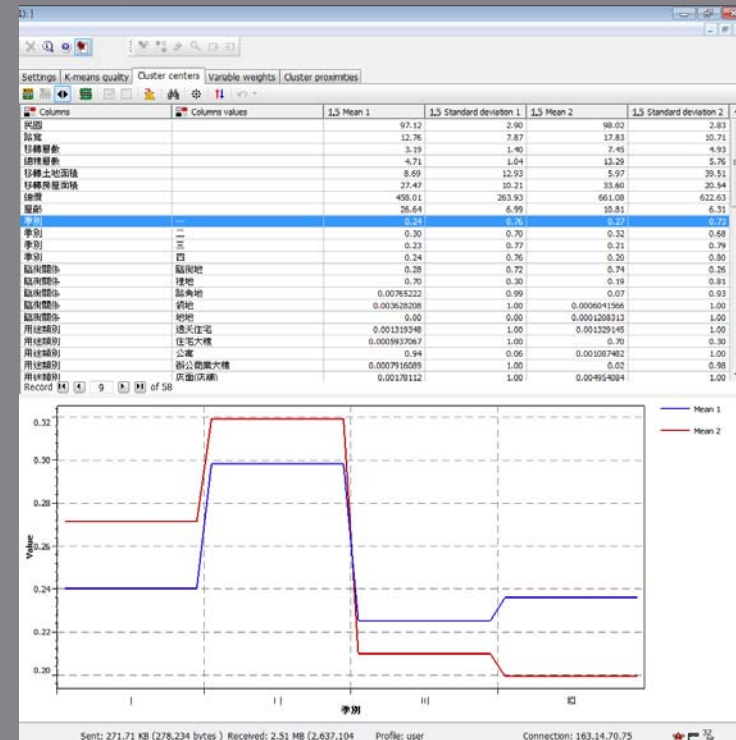 Settings K-means quality Cluster centers Variable weights Cluster proximities
Columns Columns values 1,5 Mean 1 1,5 Standard deviation 1 1,5 Mean 2 1,5 Standard deviation 2
民國 97.12 2.90 98.02 2.83
路寬 12.76 7.87 17.83 10.71
移轉層數 3.19 1.40 7.45 4.93
總樓層數 4.71 1.04 13.29 5.76
移轉土地面積 8.69 12.93 5.97 39.51
移轉房屋面積 27.47 10.21 33.60 20.54
總價 458.01 263.93 661.08 622.63
屋齡 26.64 6.99 10.81 6.31
季別 一 0.24 0.76 0.27 0.73
季別 二 0.30 0.70 0.32 0.68
季別 三 0.23 0.77 0.21 0.79
季別 四 0.24 0.76 0.20 0.80
臨街關係 臨街地 0.28 0.72 0.74 0.26
臨街關係 裡地 0.70 0.30 0.19 0.81
臨街關係 路角地 0.00765222 0.99 0.07 0.93
臨街關係 袋地 0.003628208 1.00 0.0006041566 1.00
臨街關係 0.00 0.00 0.0001208313 1.00
用途類別 透天住宅 0.001319348 1.00 0.001329145 1.00
用途類別 住宅大樓 0.0005937067 1.00 0.70 0.30
用途類別 公寓 0.94 0.06 0.001087482 1.00
用途類別 辦公商業大樓 0.0007916089 1.00 0.02 0.98
用途類別 店面(店鋪) 0.00178112 1.00 0.004954084 1.00
Record 9 of 58
Mean 1
Mean 2
0.32
0.30
0.28
0.26
0.24
0.22
0.20
Value
一 二 三 四
季別
Sent: 271.71 KB (278,234 bytes ) Received: 2.51 MB (2,637,104 Profile: user Connection: 163.14.70.75